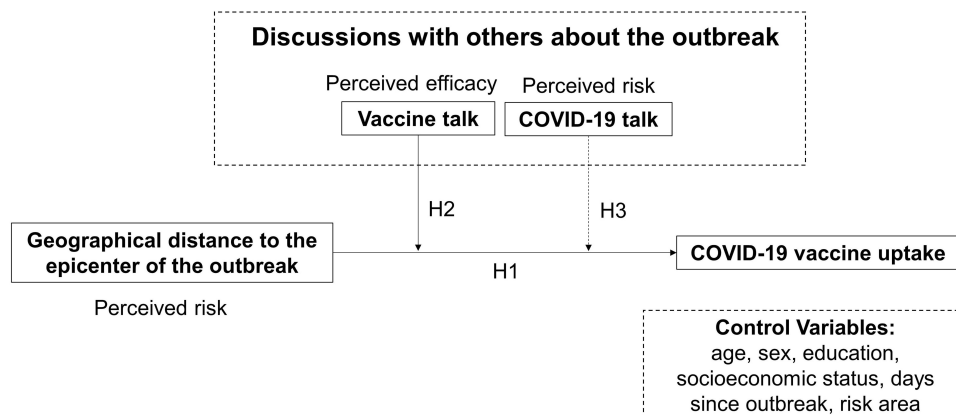 Discussions with others about the outbreak
Perceived efficacy
Perceived risk
Vaccine talk
COVID-19 talk
H2
H3
Geographical distance to the
epicenter of the outbreak
COVID-19 vaccine uptake
H1
Perceived risk
Control Variables:
age, sex, education,
socioeconomic status, days
since outbreak, risk area